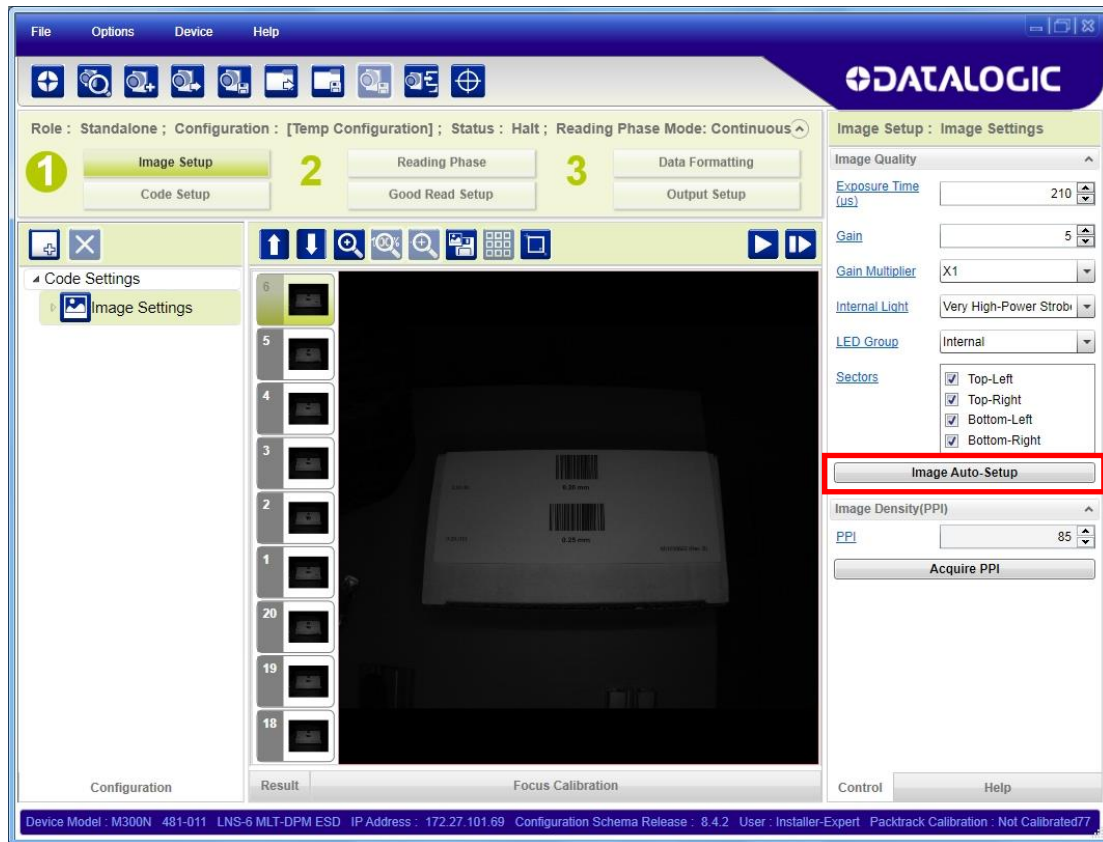 File Options Device Help
DATALOGIC
Role : Standalone ; Configuration : [Temp Configuration] ; Status : Halt ; Reading Phase Mode: Continuous
1 Image Setup 2 Reading Phase 3 Data Formatting
Code Setup Good Read Setup Output Setup
Code Settings
Image Settings
6
5
4
3
2
1
20
19
18
0.20 mm
0.25 mm
Configuration
Result Focus Calibration
Image Setup : Image Settings
Image Quality
Exposure Time
(µs) 210
Gain 5
Gain Multiplier X1
Internal Light Very High-Power Strob
LED Group Internal
Sectors Top-Left
Top-Right
Bottom-Left
Bottom-Right
Image Auto-Setup
Image Density(PPI)
PPI 85
Acquire PPI
Control Help
Device Model : M300N 481-011 LNS-6 MLT-DPM ESD IP Address : 172.27.101.69 Configuration Schema Release : 8.4.2 User : Installer-Expert Packtrack Calibration : Not Calibrated77